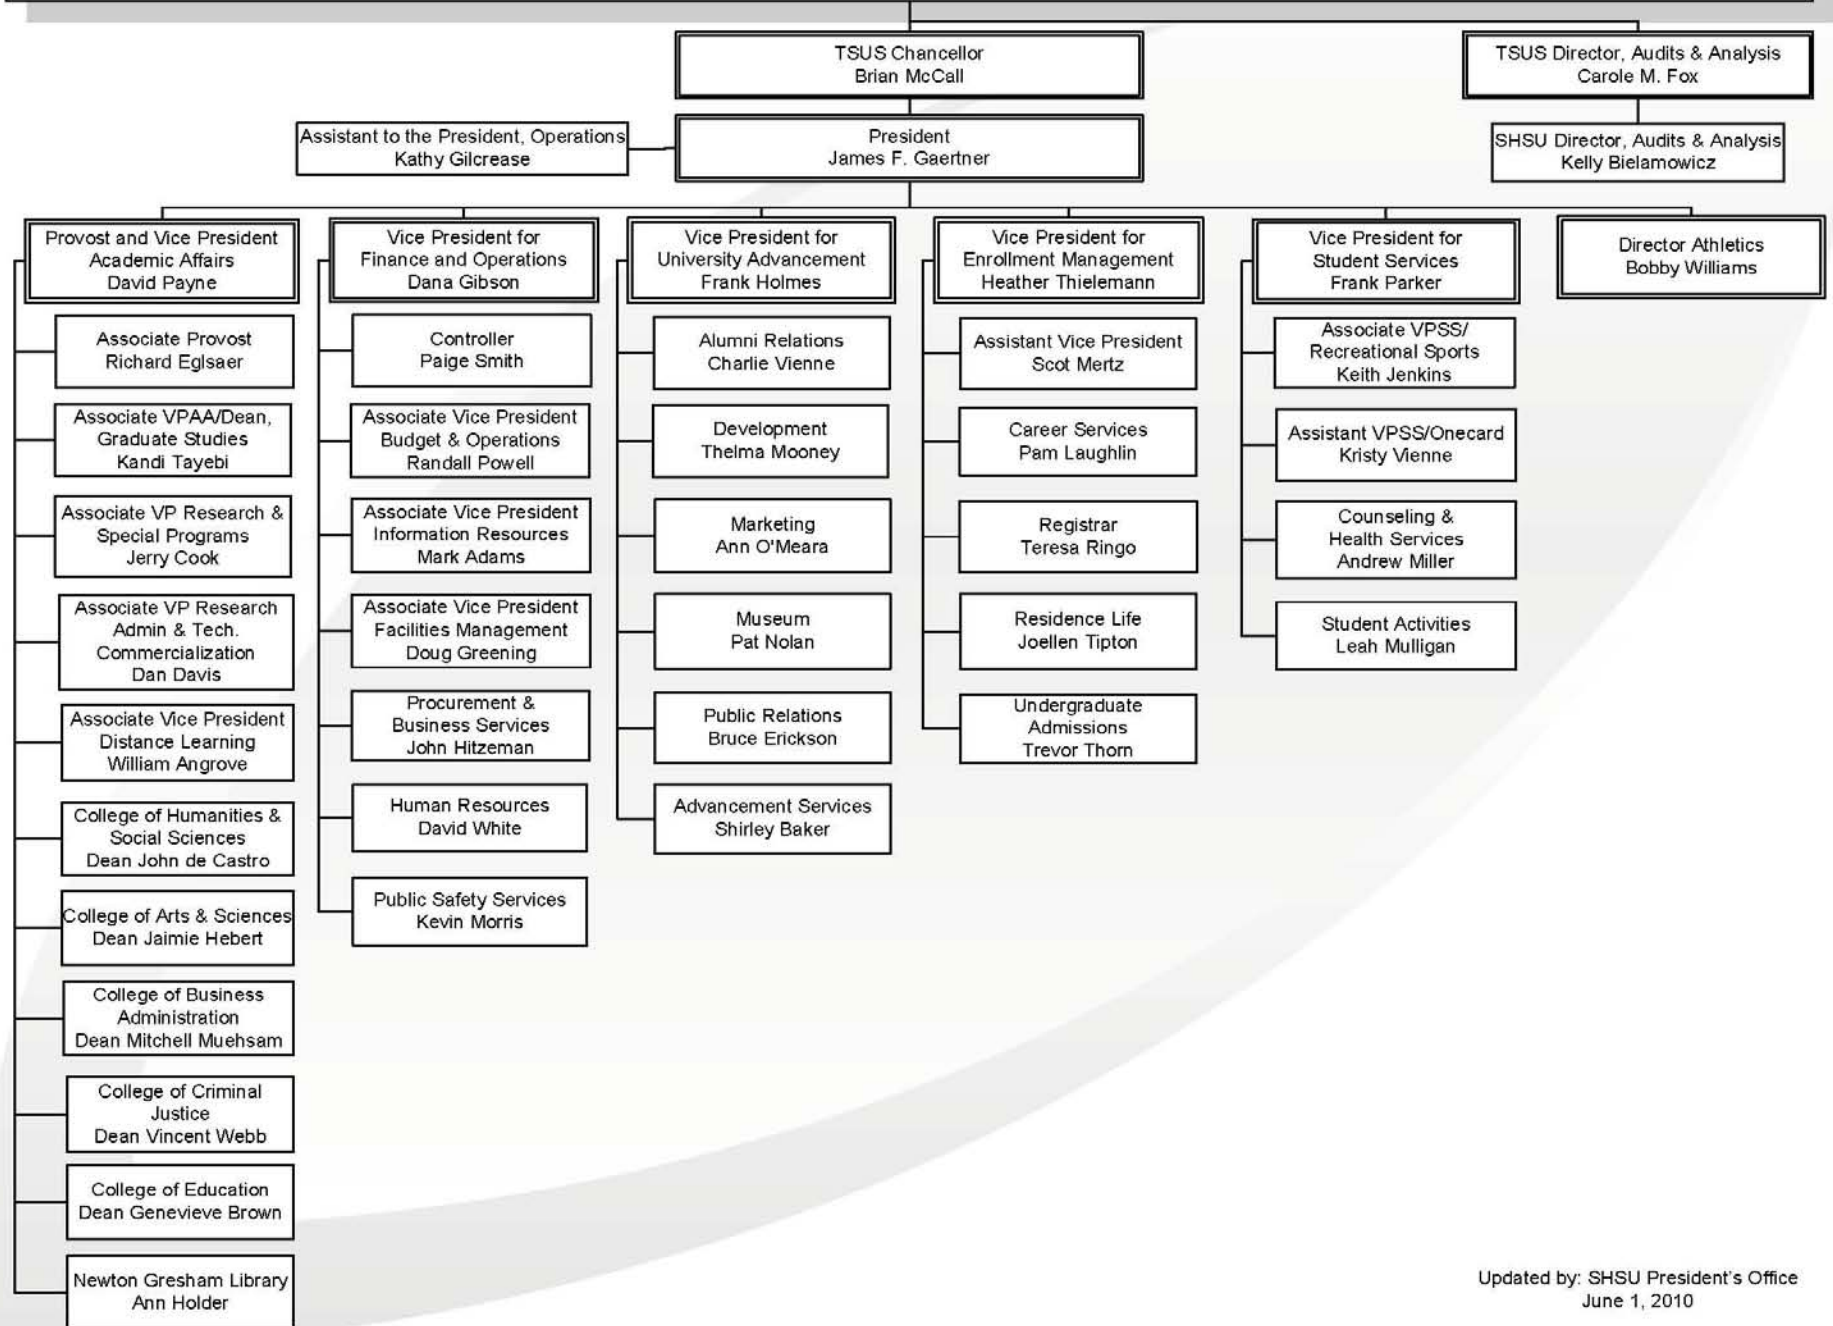 TSUS Chancellor
Brian McCall
TSUS Director, Audits & Analysis
Carole M. Fox
Assistant to the President, Operations
Kathy Gilcrease
President
James F. Gaertner
SHSU Director, Audits & Analysis
Kelly Bielamowicz
Provost and Vice President
Academic Affairs
David Payne
Associate Provost
Richard Eglsaer
Associate VPAA/Dean,
Graduate Studies
Kandi Tayebi
Associate VP Research &
Special Programs
Jerry Cook
Associate VP Research
Admin & Tech.
Commercialization
Dan Davis
Associate Vice President
Distance Learning
William Angrove
College of Humanities &
Social Sciences
Dean John de Castro
College of Arts & Sciences
Dean Jaimie Hebert
College of Business
Administration
Dean Mitchell Muehsam
College of Criminal
Justice
Dean Vincent Webb
College of Education
Dean Genevieve Brown
Newton Gresham Library
Ann Holder
Vice President for
Finance and Operations
Dana Gibson
Controller
Paige Smith
Associate Vice President
Budget & Operations
Randall Powell
Associate Vice President
Information Resources
Mark Adams
Associate Vice President
Facilities Management
Doug Greening
Procurement &
Business Services
John Hitzeman
Human Resources
David White
Public Safety Services
Kevin Morris
Vice President for
University Advancement
Frank Holmes
Alumni Relations
Charlie Vienne
Development
Thelma Mooney
Marketing
Ann O'Meara
Museum
Pat Nolan
Public Relations
Bruce Erickson
Advancement Services
Shirley Baker
Vice President for
Enrollment Management
Heather Thielemann
Assistant Vice President
Scot Mertz
Career Services
Pam Laughlin
Registrar
Teresa Ringo
Residence Life
Joellen Tipton
Undergraduate
Admissions
Trevor Thorn
Vice President for
Student Services
Frank Parker
Associate VPSS/
Recreational Sports
Keith Jenkins
Assistant VPSS/Onecard
Kristy Vienne
Counseling &
Health Services
Andrew Miller
Student Activities
Leah Mulligan
Director Athletics
Bobby Williams
Updated by: SHSU President's Office
June 1, 2010